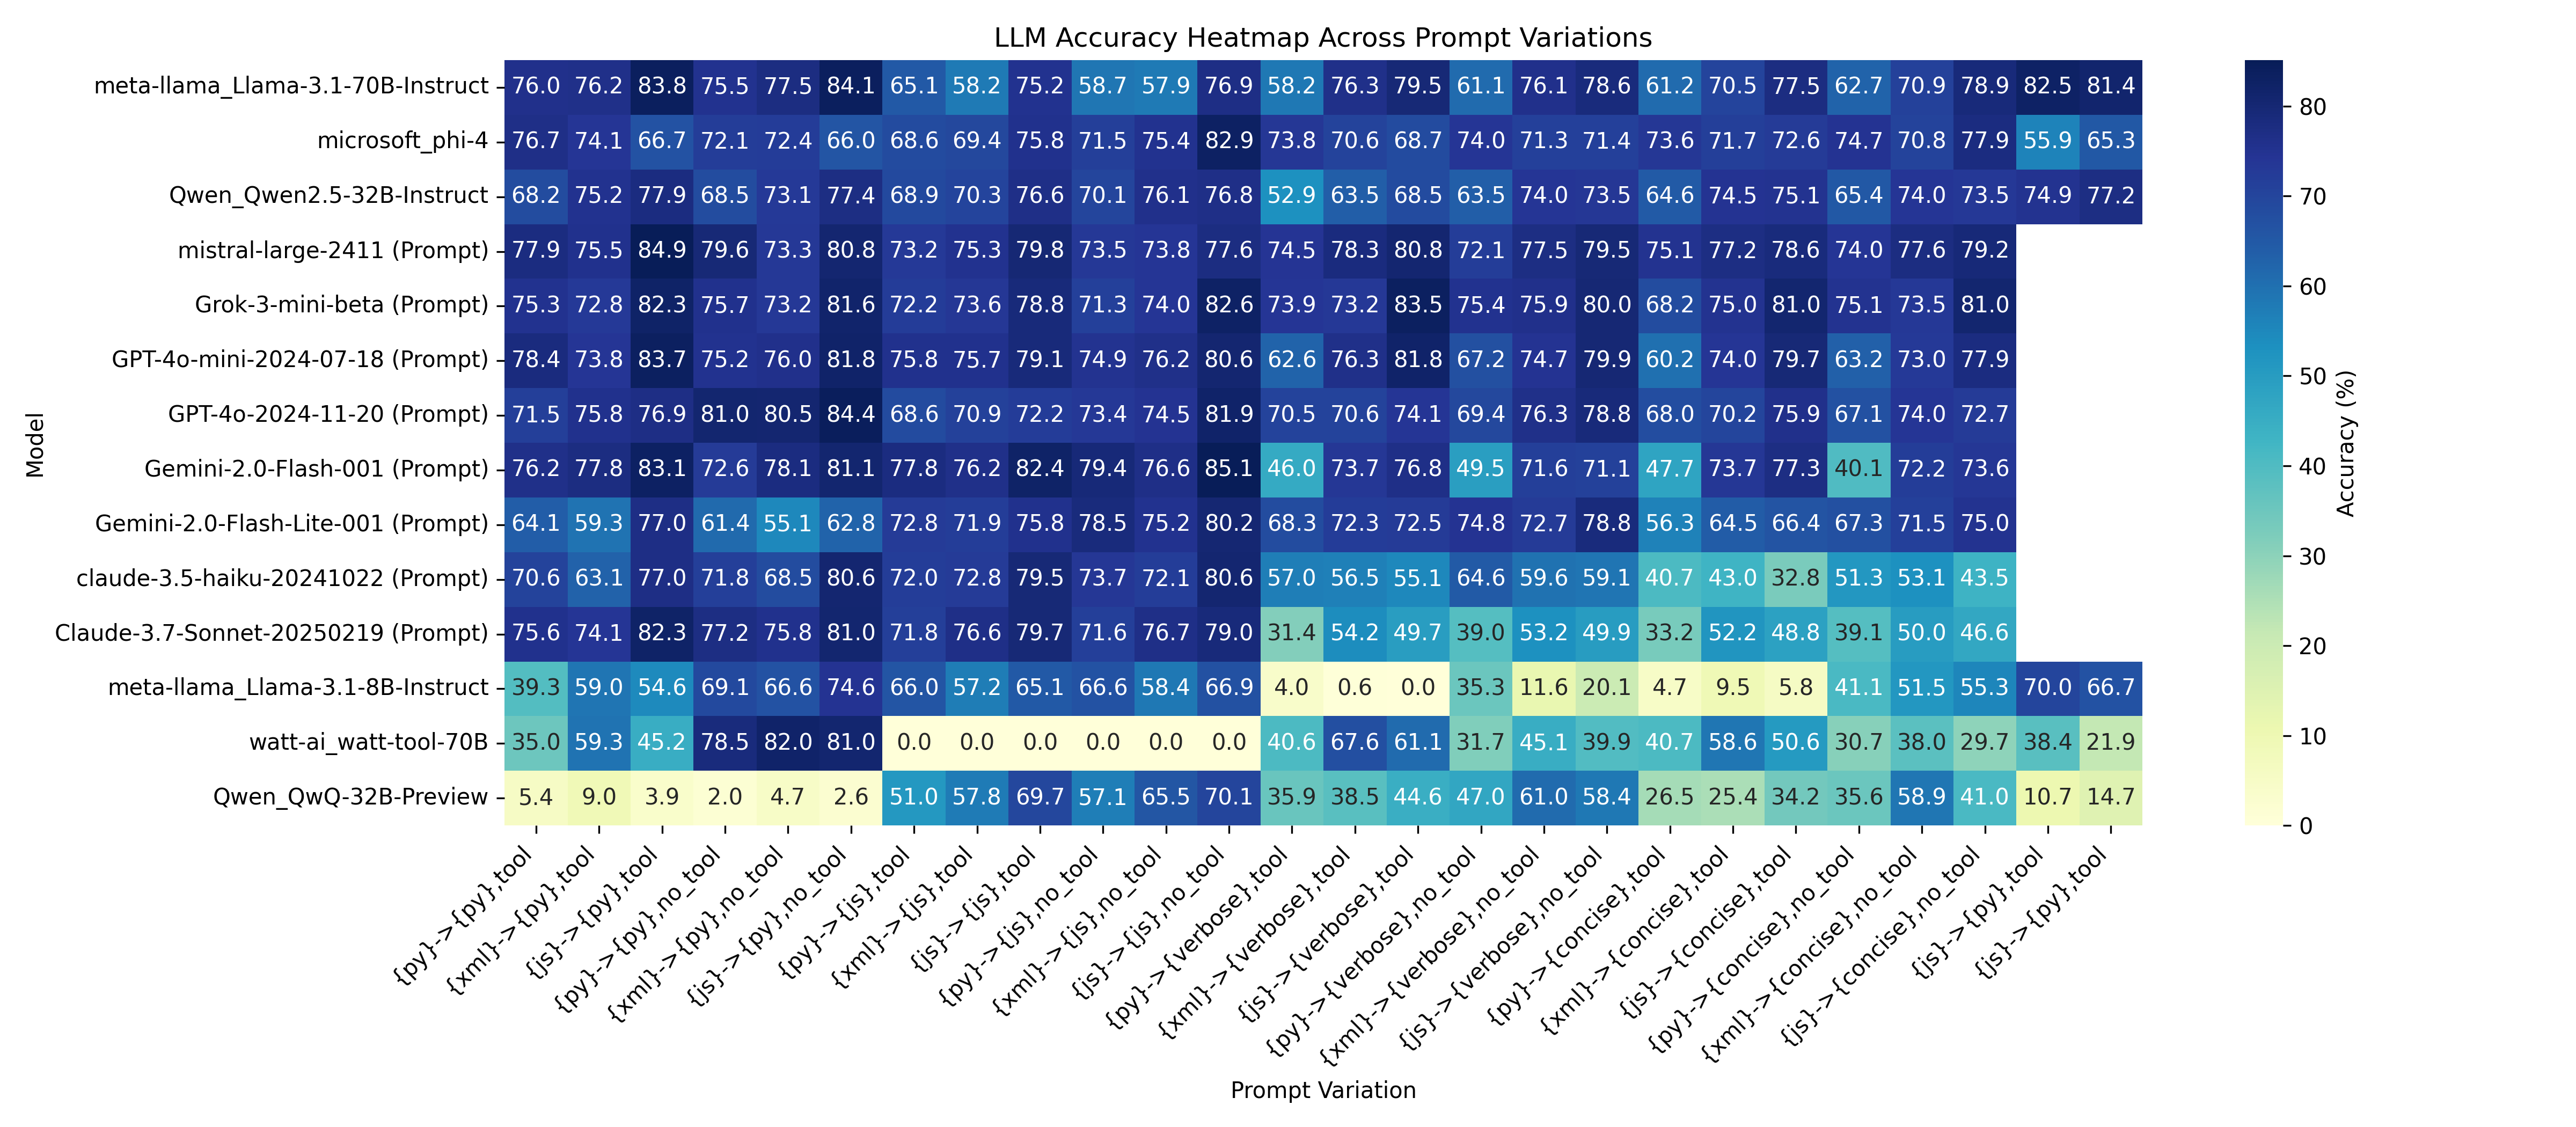 LLM Accuracy Heatmap Across Prompt Variations
meta-llama_Llama-3.1-70B-Instruct 76.0 76.2 83.8 75.5 77.5 84.1 65.1 58.2 75.2 58.7 57.9 76.9 58.2 76.3 79.5 61.1 76.1 78.6 61.2 70.5 77.5 62.7 70.9 78.9 82.5 81.4
microsoft_phi-4 76.7 74.1 66.7 72.1 72.4 66.0 68.6 69.4 75.8 71.5 75.4 82.9 73.8 70.6 68.7 74.0 71.3 71.4 73.6 71.7 72.6 74.7 70.8 77.9 55.9 65.3
Qwen_Qwen2.5-32B-Instruct 68.2 75.2 77.9 68.5 73.1 77.4 68.9 70.3 76.6 70.1 76.1 76.8 52.9 63.5 68.5 63.5 74.0 73.5 64.6 74.5 75.1 65.4 74.0 73.5 74.9 77.2
mistral-large-2411 (Prompt) 77.9 75.5 84.9 79.6 73.3 80.8 73.2 75.3 79.8 73.5 73.8 77.6 74.5 78.3 80.8 72.1 77.5 79.5 75.1 77.2 78.6 74.0 77.6 79.2
Grok-3-mini-beta (Prompt) 75.3 72.8 82.3 75.7 73.2 81.6 72.2 73.6 78.8 71.3 74.0 82.6 73.9 73.2 83.5 75.4 75.9 80.0 68.2 75.0 81.0 75.1 73.5 81.0
GPT-4o-mini-2024-07-18 (Prompt) 78.4 73.8 83.7 75.2 76.0 81.8 75.8 75.7 79.1 74.9 76.2 80.6 62.6 76.3 81.8 67.2 74.7 79.9 60.2 74.0 79.7 63.2 73.0 77.9
GPT-4o-2024-11-20 (Prompt) 71.5 75.8 76.9 81.0 80.5 84.4 68.6 70.9 72.2 73.4 74.5 81.9 70.5 70.6 74.1 69.4 76.3 78.8 68.0 70.2 75.9 67.1 74.0 72.7
Gemini-2.0-Flash-001 (Prompt) 76.2 77.8 83.1 72.6 78.1 81.1 77.8 76.2 82.4 79.4 76.6 85.1 46.0 73.7 76.8 49.5 71.6 71.1 47.7 73.7 77.3 40.1 72.2 73.6
Gemini-2.0-Flash-Lite-001 (Prompt) 64.1 59.3 77.0 61.4 55.1 62.8 72.8 71.9 75.8 78.5 75.2 80.2 68.3 72.3 72.5 74.8 72.7 78.8 56.3 64.5 66.4 67.3 71.5 75.0
claude-3.5-haiku-20241022 (Prompt) 70.6 63.1 77.0 71.8 68.5 80.6 72.0 72.8 79.5 73.7 72.1 80.6 57.0 56.5 55.1 64.6 59.6 59.1 40.7 43.0 32.8 51.3 53.1 43.5
Claude-3.7-Sonnet-20250219 (Prompt) 75.6 74.1 82.3 77.2 75.8 81.0 71.8 76.6 79.7 71.6 76.7 79.0 31.4 54.2 49.7 39.0 53.2 49.9 33.2 52.2 48.8 39.1 50.0 46.6
meta-llama_Llama-3.1-8B-Instruct 39.3 59.0 54.6 69.1 66.6 74.6 66.0 57.2 65.1 66.6 58.4 66.9 4.0 0.6 0.0 35.3 11.6 20.1 4.7 9.5 5.8 41.1 51.5 55.3 70.0 66.7
watt-ai_watt-tool-70B 35.0 59.3 45.2 78.5 82.0 81.0 0.0 0.0 0.0 0.0 0.0 0.0 40.6 67.6 61.1 31.7 45.1 39.9 40.7 58.6 50.6 30.7 38.0 29.7 38.4 21.9
Qwen_QwQ-32B-Preview 5.4 9.0 3.9 2.0 4.7 2.6 51.0 57.8 69.7 57.1 65.5 70.1 35.9 38.5 44.6 47.0 61.0 58.4 26.5 25.4 34.2 35.6 58.9 41.0 10.7 14.7
Model
{py}->{py},tool
{xml}->{py},tool
{js}->{py},tool
{py}->{py},no_tool
{xml}->{py},no_tool
{js}->{py},no_tool
{py}->{js},tool
{xml}->{js},tool
{js}->{js},tool
{py}->{js},no_tool
{xml}->{js},no_tool
{js}->{js},no_tool
{py}->{verbose},tool
{xml}->{verbose},tool
{js}->{verbose},tool
{py}->{verbose},no_tool
{xml}->{verbose},no_tool
{js}->{verbose},no_tool
{py}->{concise},tool
{xml}->{concise},tool
{js}->{concise},tool
{py}->{concise},no_tool
{xml}->{concise},no_tool
{js}->{concise},no_tool
{js}->{py},tool
{js}->{py},tool
Prompt Variation
80
70
60
50
40
30
20
10
0
Accuracy (%)